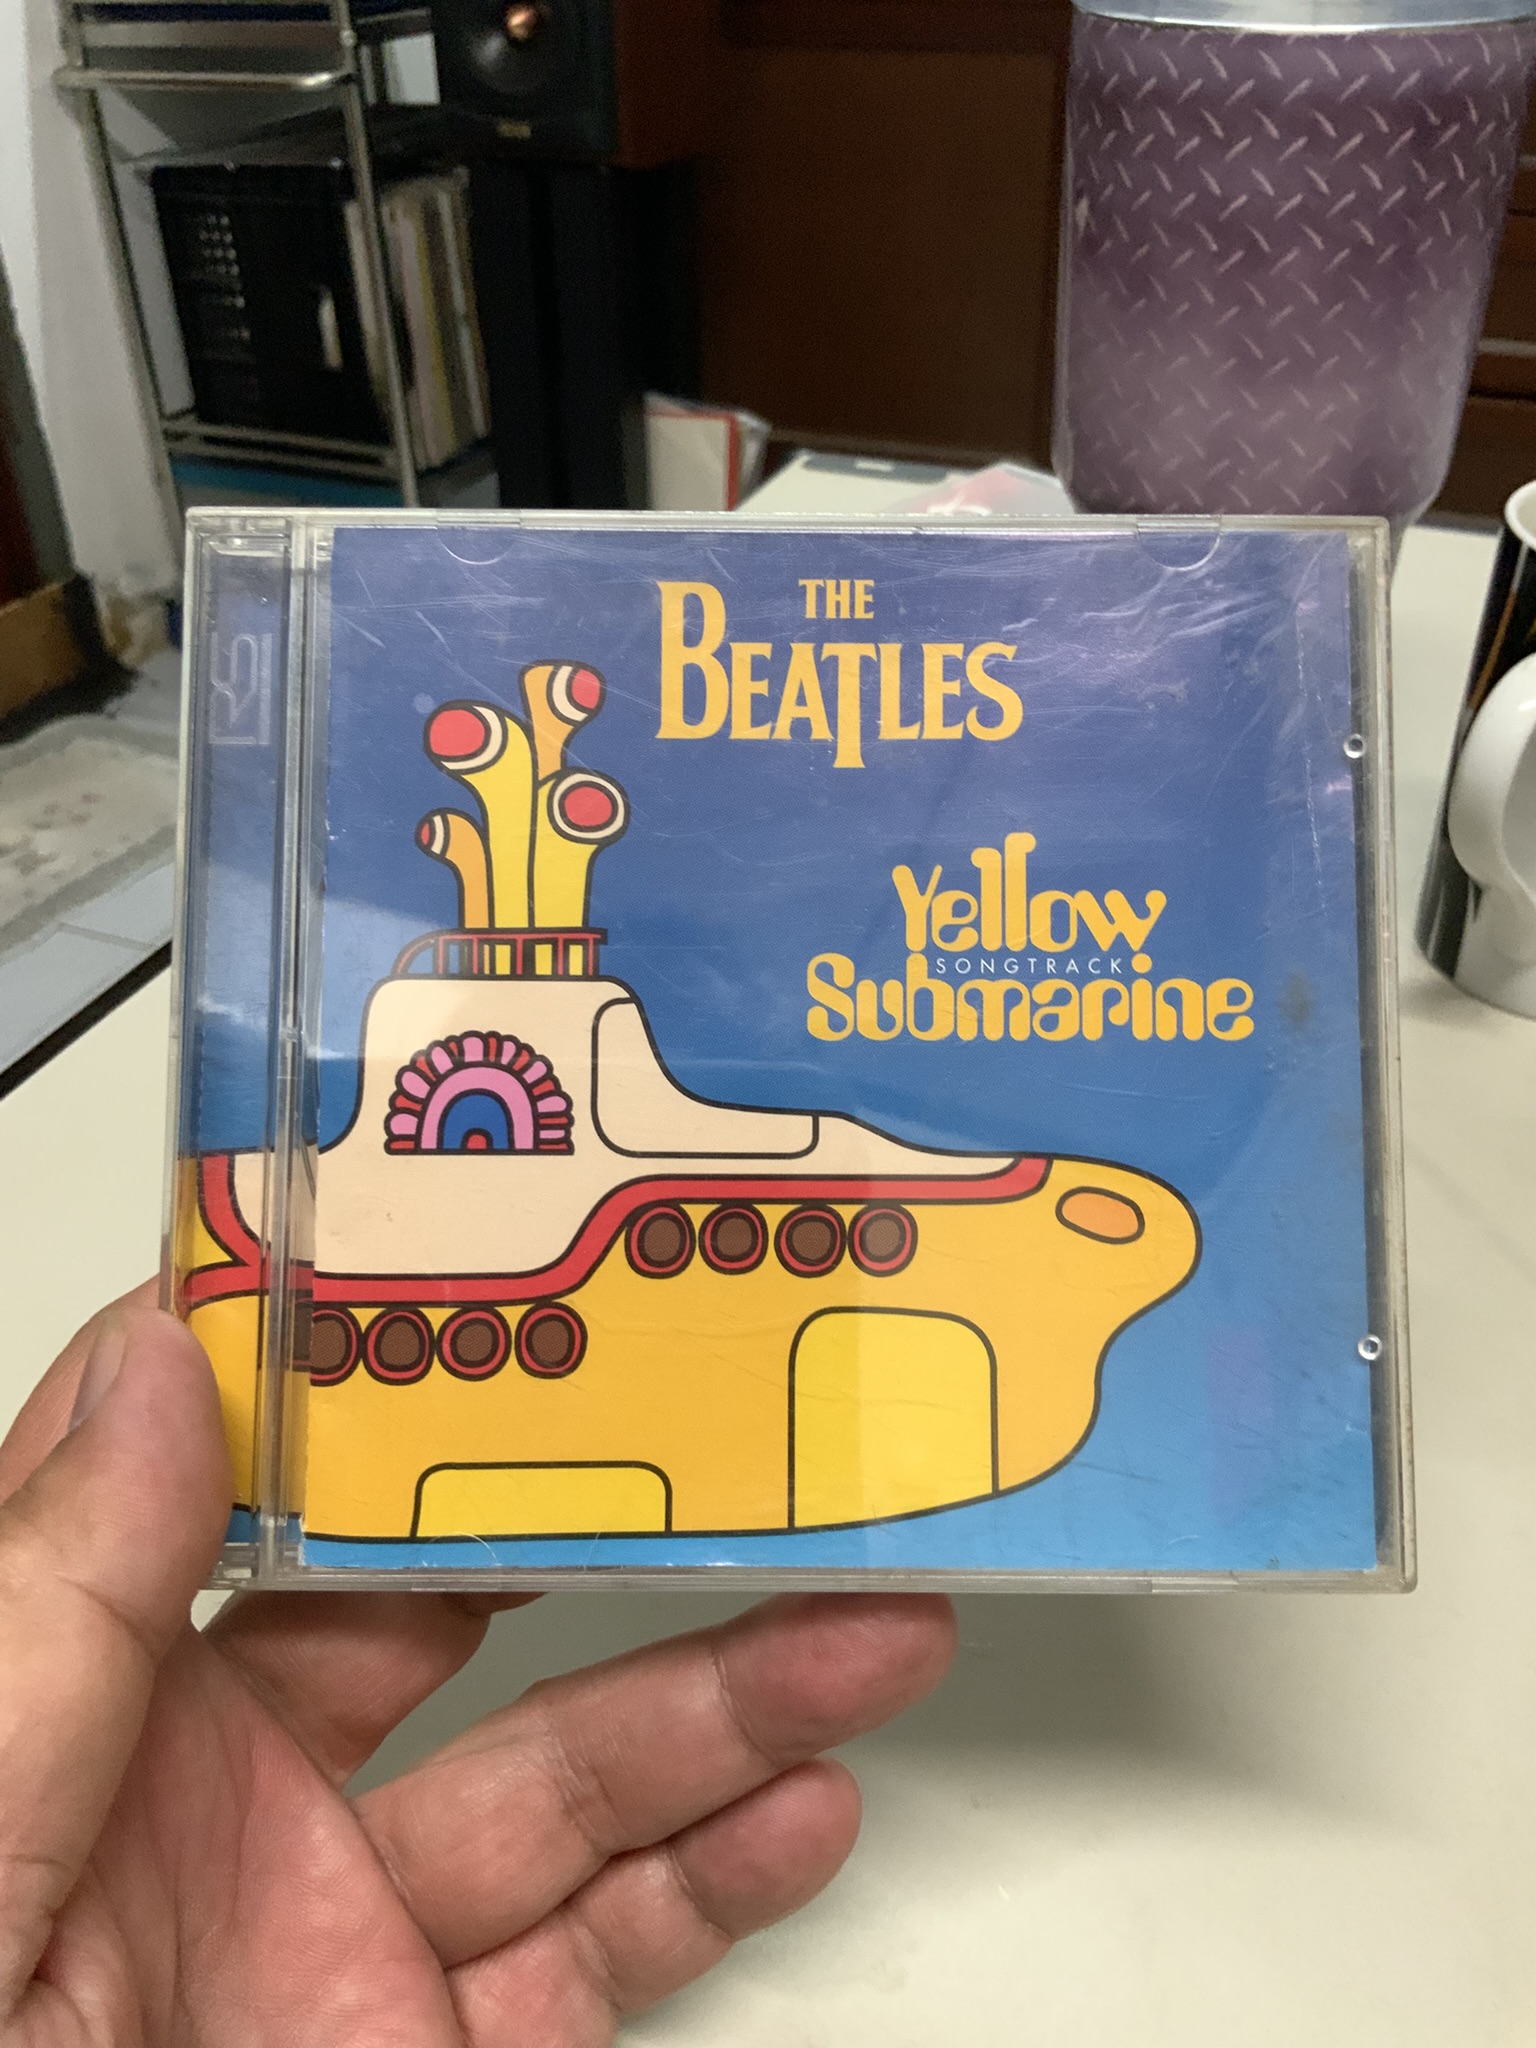 THE
BEATLES
Yellow
SONGTRACK
Submarine